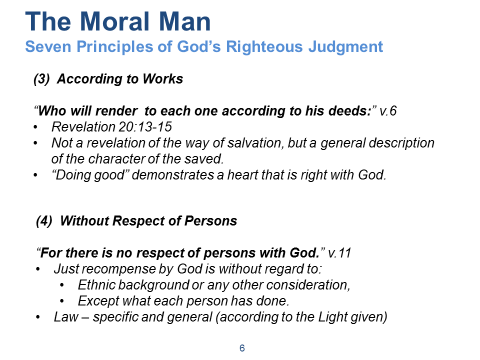 The Moral Man
Seven Principles of God's Righteous Judgment
(3) According to Works
“Who will render to each one according to his deeds:” v.6
• Revelation 20:13-15
• Not a revelation of the way of salvation, but a general description
of the character of the saved.
• “Doing good” demonstrates a heart that is right with God.
(4) Without Respect of Persons
“For there is no respect of persons with God.” v.11
• Just recompense by God is without regard to:
• Ethnic background or any other consideration,
• Except what each person has done.
• Law – specific and general (according to the Light given)
6